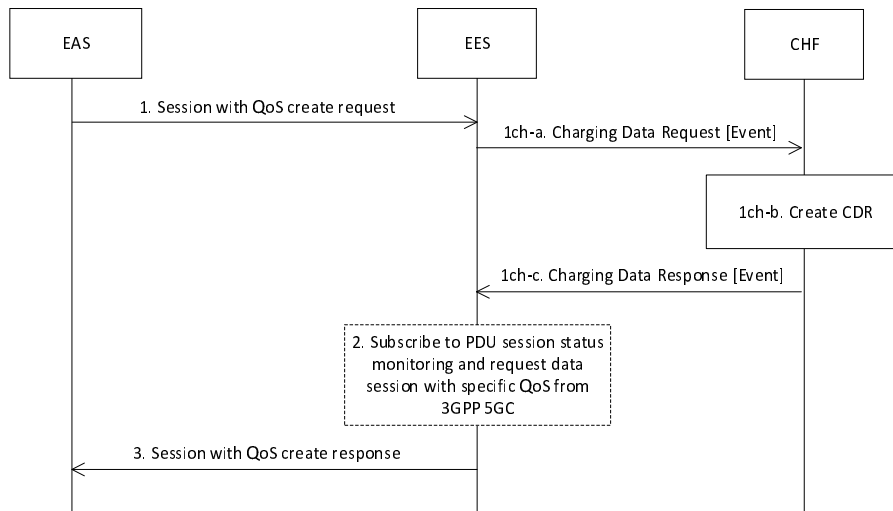 EAS
EES
CHF
1. Session with QoS create request
1ch-a. Charging Data Request [Event]
1ch-b. Create CDR
1ch-c. Charging Data Response [Event]
2. Subscribe to PDU session status
monitoring and request data
session with specific QoS from
3GPP 5GC
3. Session with QoS create response